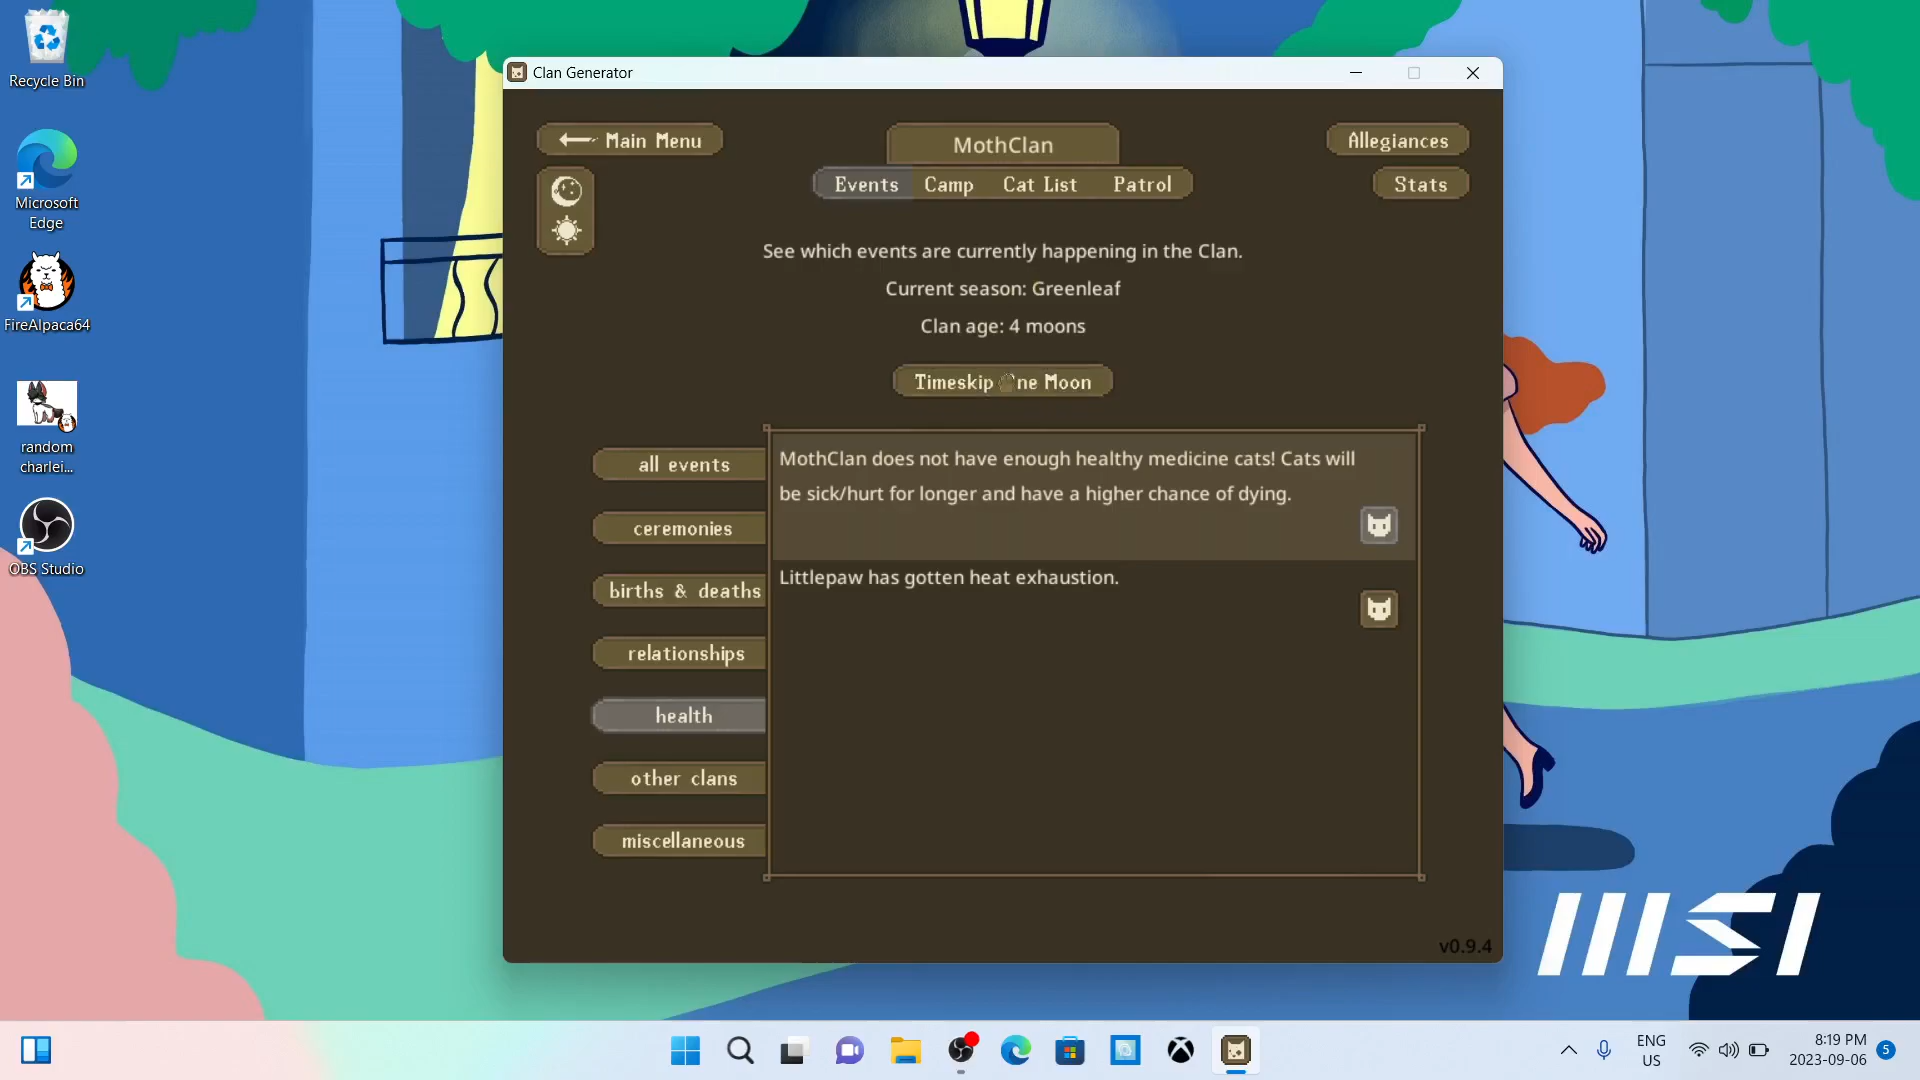 Recycle Bin
Microsoft
Edge
FireAlpaca64
random
charlei...
OBS Studio
Clan Generator
Main Menu
MothClan
Allegiances
Events
Camp
Cat List
Patrol
Stats
See which events are currently happening in the Clan.
Current season: Greenleaf
Clan age: 4 moons
Timeskip One Moon
all events
ceremonies
births & deaths
relationships
health
other clans
miscellaneous
MothClan does not have enough healthy medicine cats! Cats will
be sick/hurt for longer and have a higher chance of dying.
Littlepaw has gotten heat exhaustion.
v0.9.4
msi
ENG
US
8:19 PM
2023-09-06
5